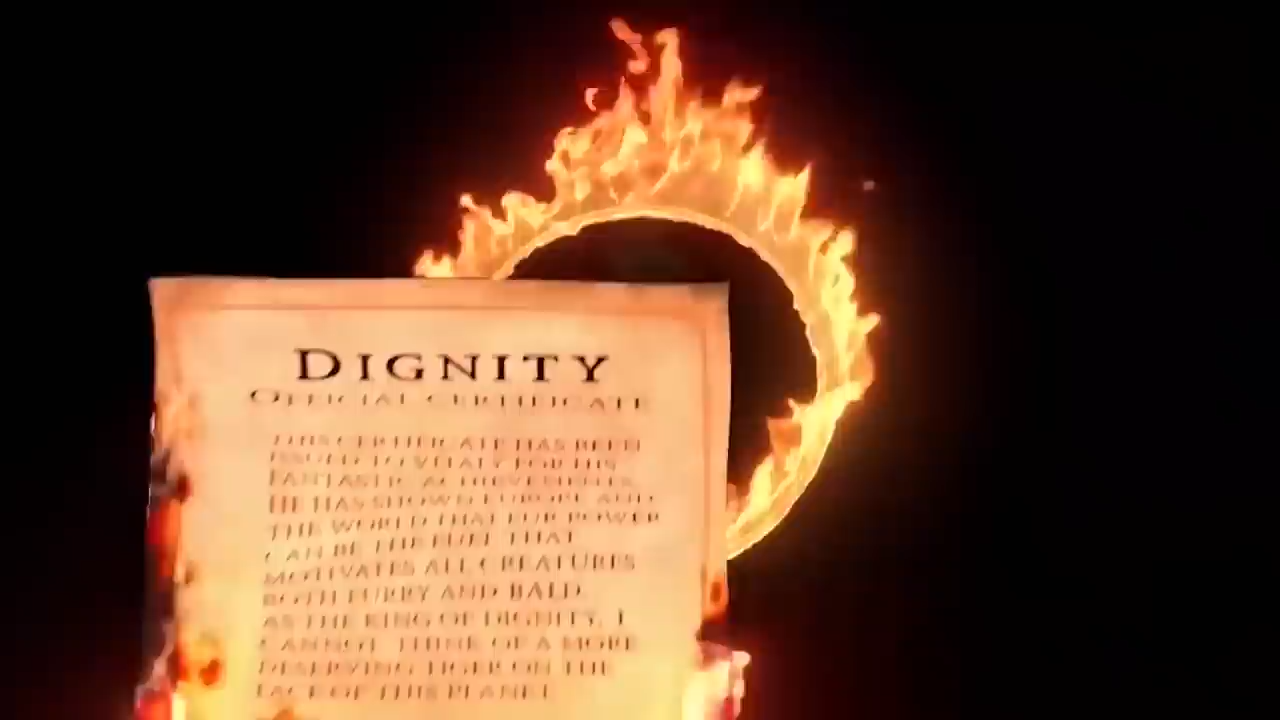 DIGNITY
OFFICIAL CERTIFICATE
THIS CERTIFICATE HAS BEEN
ISSUED TO VITALY FOR HIS
FANTASTIC ACHIEVEMENTS.
HE HAS SHOWN EUROPE AND
THE WORLD THAT FUR POWER
CAN BE THE FUEL THAT
MOTIVATES ALL CREATURES
BOTH FURRY AND BALD.
AS THE KING OF DIGNITY, I
CANNOT THINK OF A MORE
DESERVING TIGER ON THE
FACE OF THIS PLANET